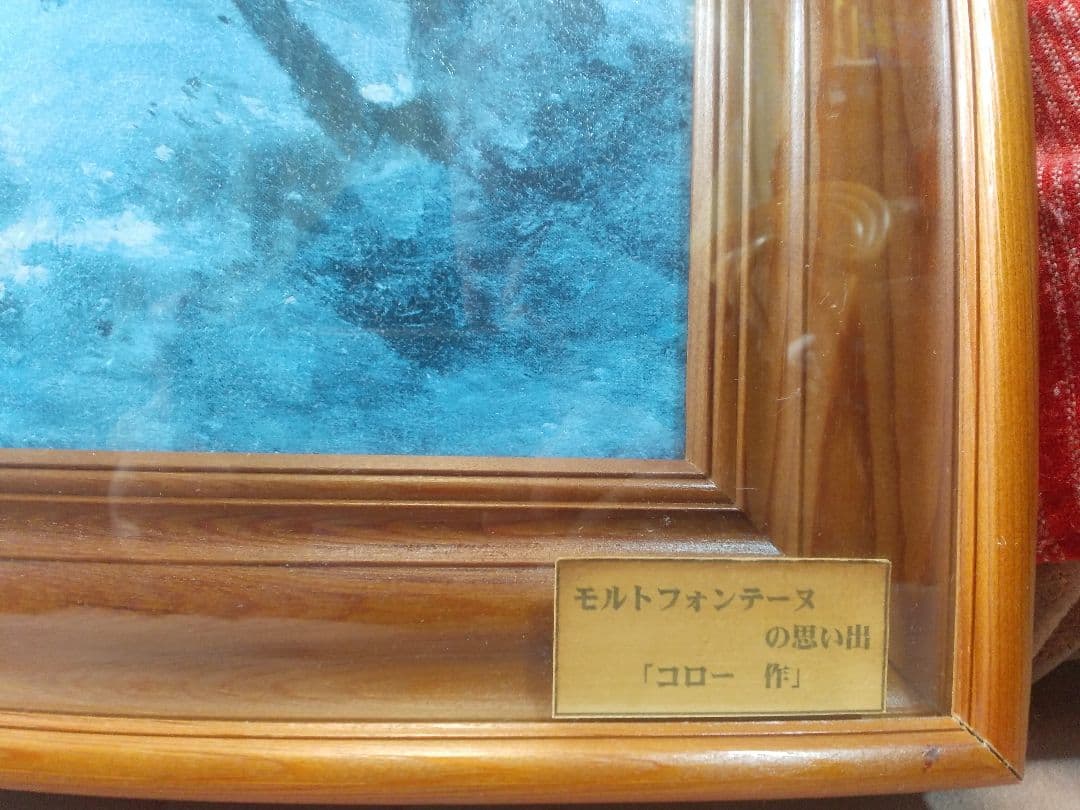 モルトフォンテーヌ
の思い出
「コロー 作」